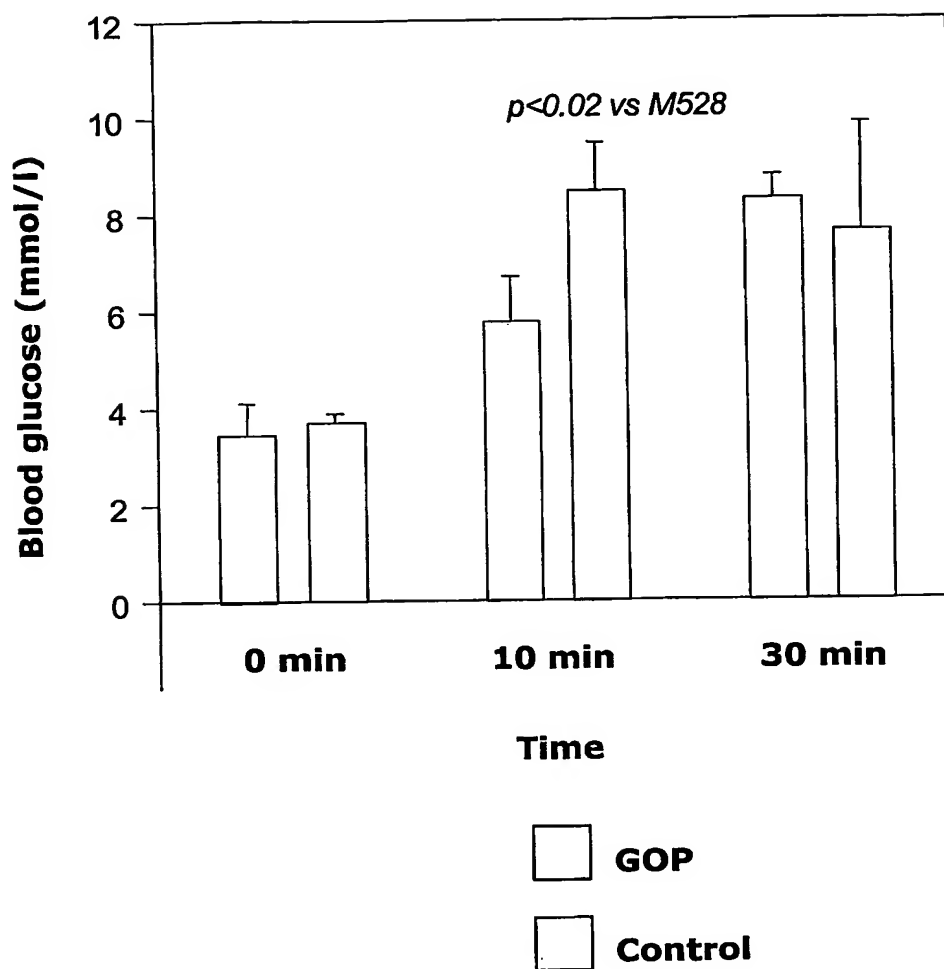 12
10
8
6
4
2
0
Blood glucose (mmol/l)
p<0.02 vs M528
0 min
10 min
30 min
Time
GOP
Control